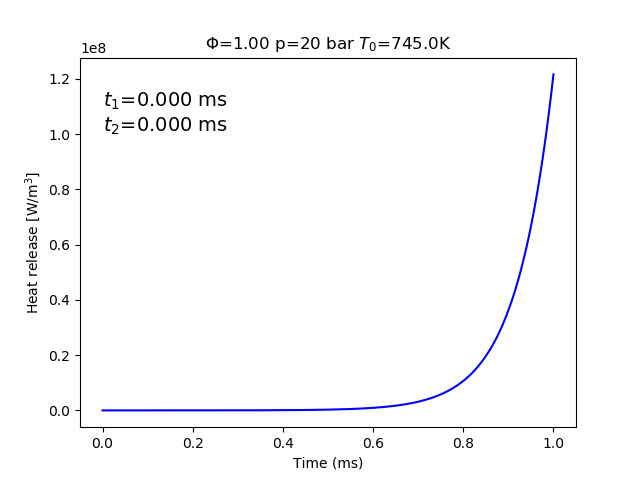 Φ=1.00 p=20 bar T₀=745.0K
1e8
t₁=0.000 ms
t₂=0.000 ms
1.2
1.0
0.8
0.6
0.4
0.2
0.0
Heat release [W/m³]
0.0 0.2 0.4 0.6 0.8 1.0
Time (ms)